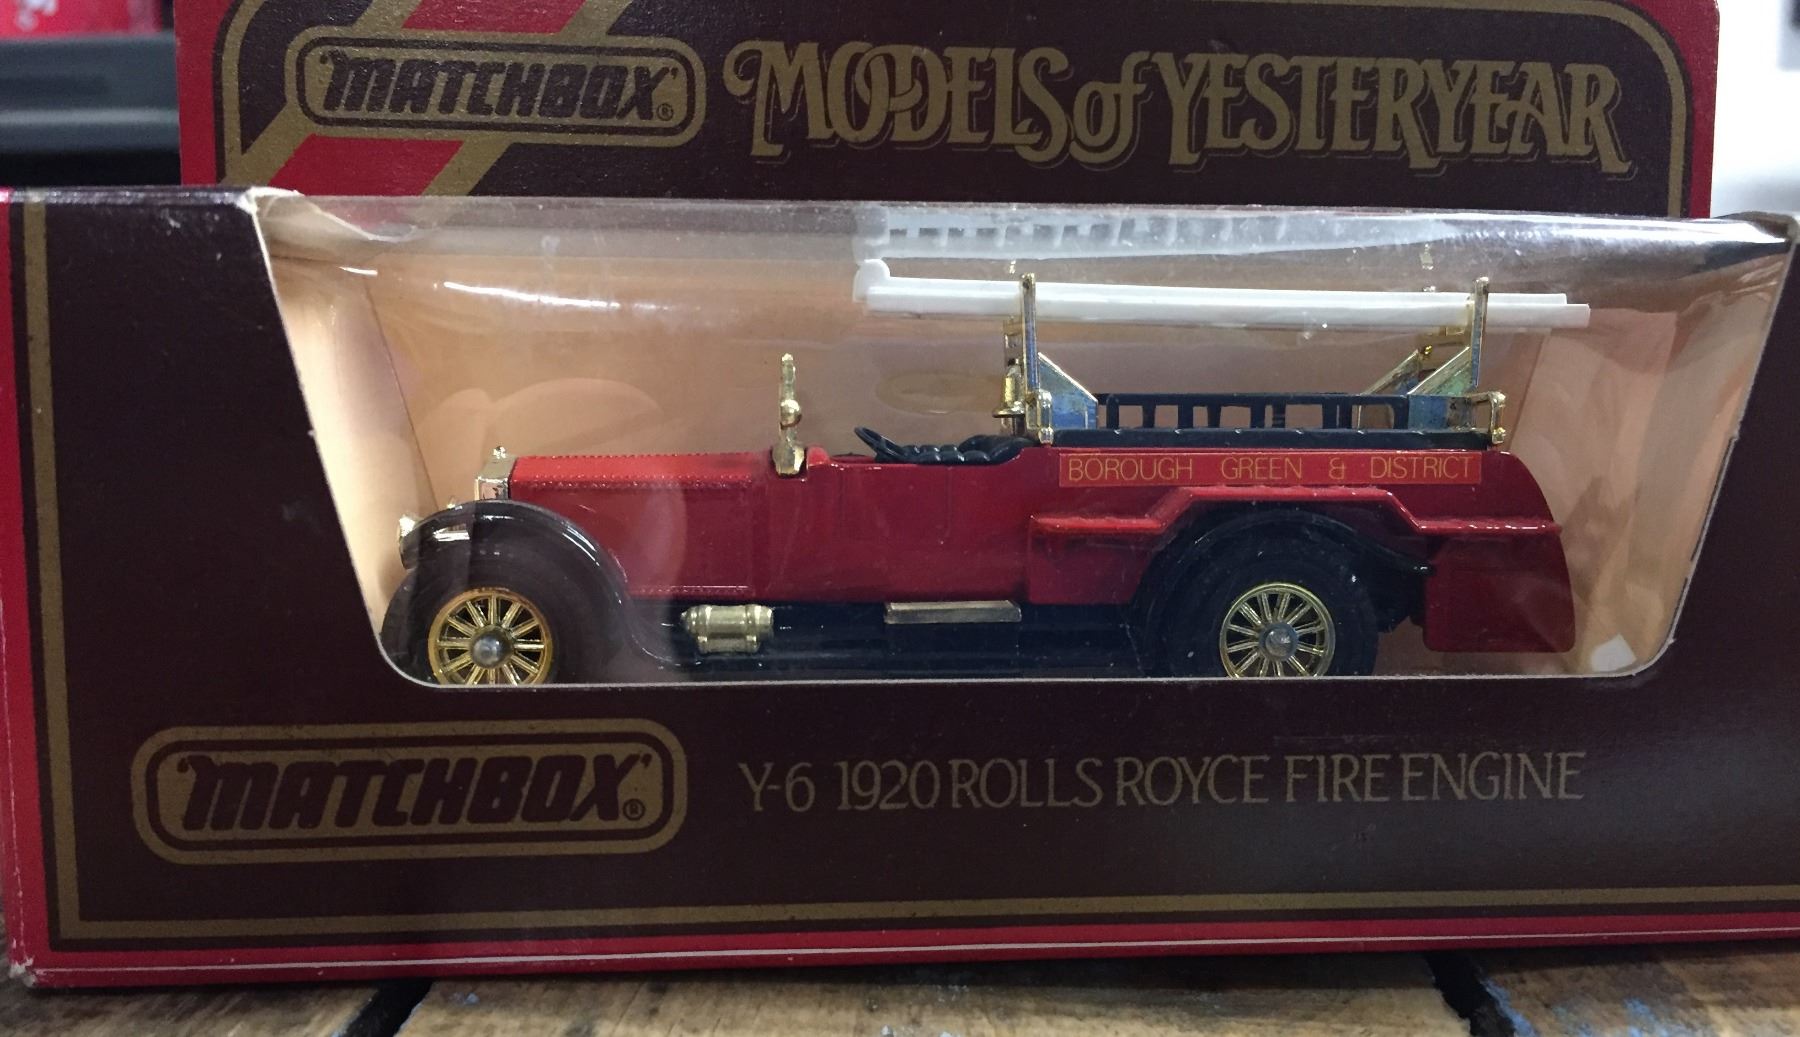 "MATCHBOX"® MODELS of YESTERYEAR
BOROUGH GREEN & DISTRICT
"MATCHBOX"® Y-6 1920 ROLLS ROYCE FIRE ENGINE